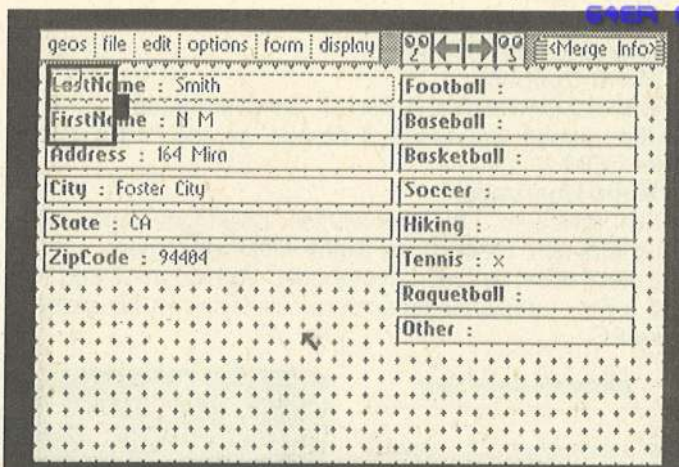 64ER
geos file edit options form display <Merge Info>
LastName : Smith
FirstName : N M
Address : 164 Mira
City : Foster City
State : CA
ZipCode : 94404
Football :
Baseball :
Basketball :
Soccer :
Hiking :
Tennis : x
Raquetball :
Other :